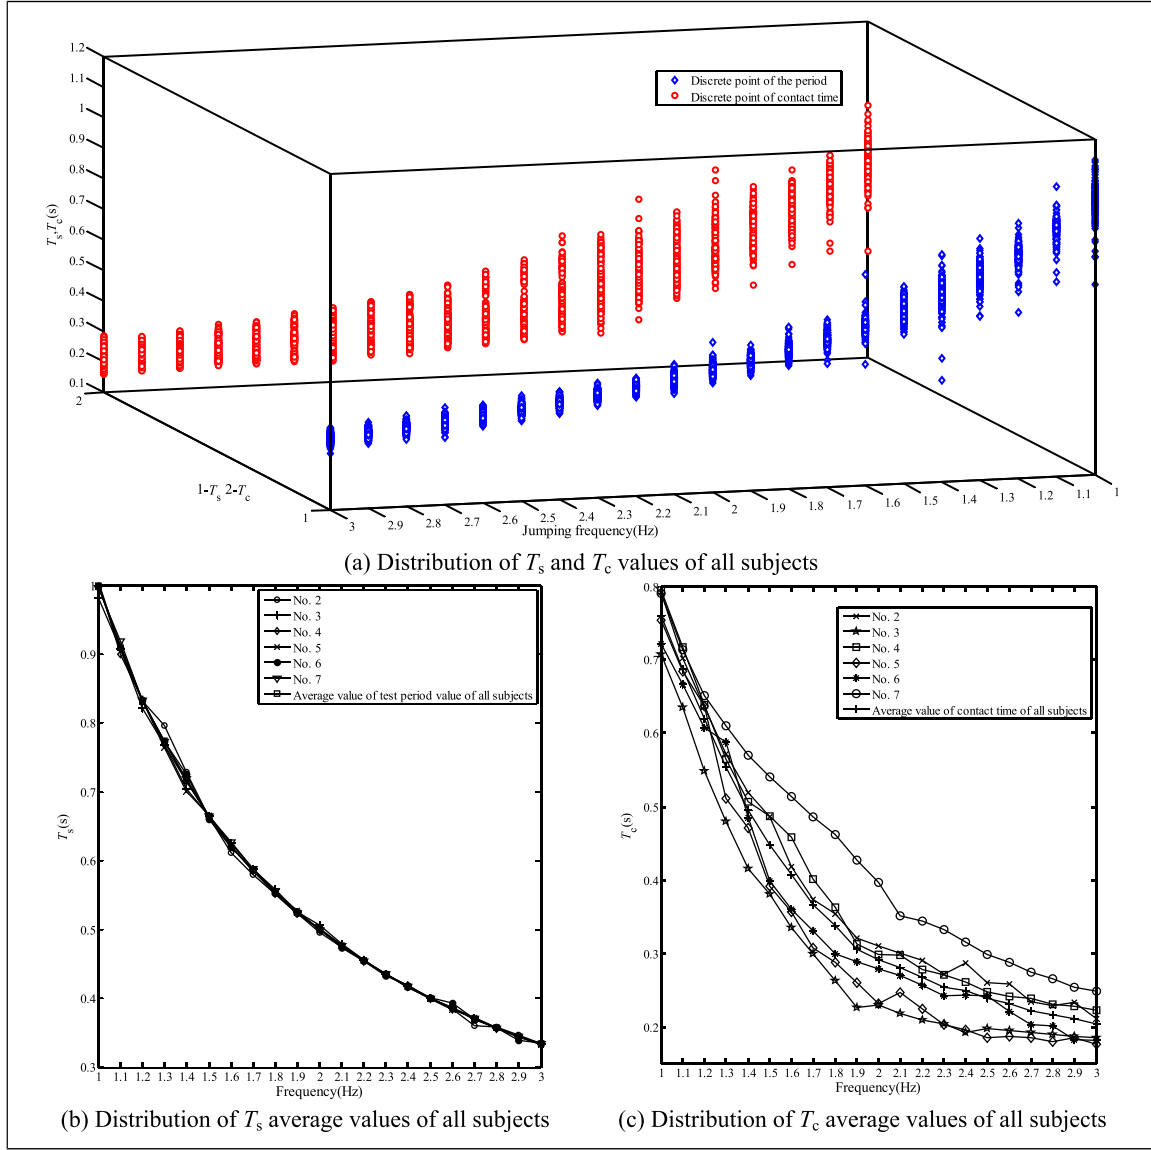 1.2
1.1
1
0.9
0.8
0.7
0.6
0.5
0.4
0.3
0.2
0.1
Ts,Tc(s)
Discrete point of the period
Discrete point of contact time
2
1-Ts 2-Tc
1
3
2.9
2.8
2.7
2.6
2.5
2.4
2.3
2.2
2.1
2
1.9
1.8
1.7
1.6
1.5
1.4
1.3
1.2
1.1
1
Jumping frequency(Hz)
(a) Distribution of Ts and Tc values of all subjects
1
0.9
0.8
0.7
0.6
0.5
0.4
0.3
Ts(s)
No. 2
No. 3
No. 4
No. 5
No. 6
No. 7
Average value of test period value of all subjects
1 1.1 1.2 1.3 1.4 1.5 1.6 1.7 1.8 1.9 2 2.1 2.2 2.3 2.4 2.5 2.6 2.7 2.8 2.9 3
Frequency(Hz)
(b) Distribution of Ts average values of all subjects
0.8
0.7
0.6
0.5
0.4
0.3
0.2
Tc(s)
No. 2
No. 3
No. 4
No. 5
No. 6
No. 7
Average value of contact time of all subjects
1 1.1 1.2 1.3 1.4 1.5 1.6 1.7 1.8 1.9 2 2.1 2.2 2.3 2.4 2.5 2.6 2.7 2.8 2.9 3
Frequency(Hz)
(c) Distribution of Tc average values of all subjects